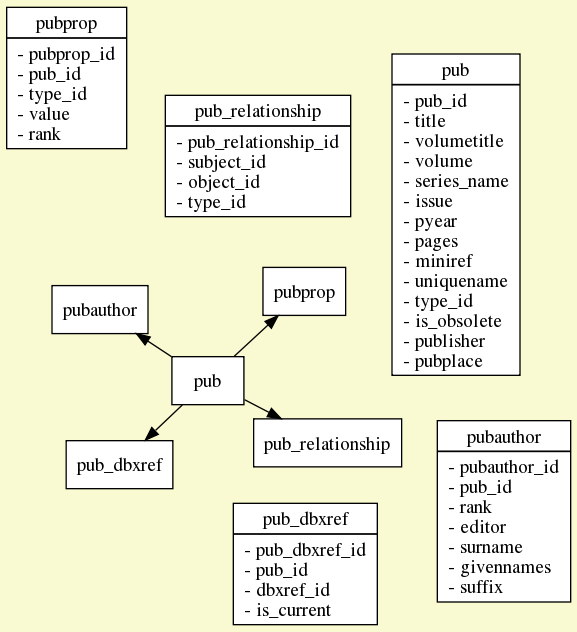 pubprop
- pubprop_id
- pub_id
- type_id
- value
- rank
pub_relationship
- pub_relationship_id
- subject_id
- object_id
- type_id
pub
- pub_id
- title
- volumetitle
- volume
- series_name
- issue
- pyear
- pages
- miniref
- uniquename
- type_id
- is_obsolete
- publisher
- pubplace
pubauthor
pubprop
pub
pub_dbxref
pub_relationship
pub_dbxref
- pub_dbxref_id
- pub_id
- dbxref_id
- is_current
pubauthor
- pubauthor_id
- pub_id
- rank
- editor
- surname
- givennames
- suffix